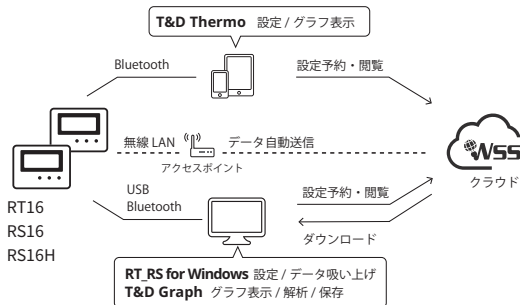 T&D Thermo 設定 / グラフ表示
Bluetooth
設定予約・閲覧
無線 LAN
データ自動送信
アクセスポイント
WSS
クラウド
RT16
RS16
RS16H
USB
Bluetooth
設定予約・閲覧
ダウンロード
RT_RS for Windows 設定 / データ吸い上げ
T&D Graph グラフ表示 / 解析 / 保存